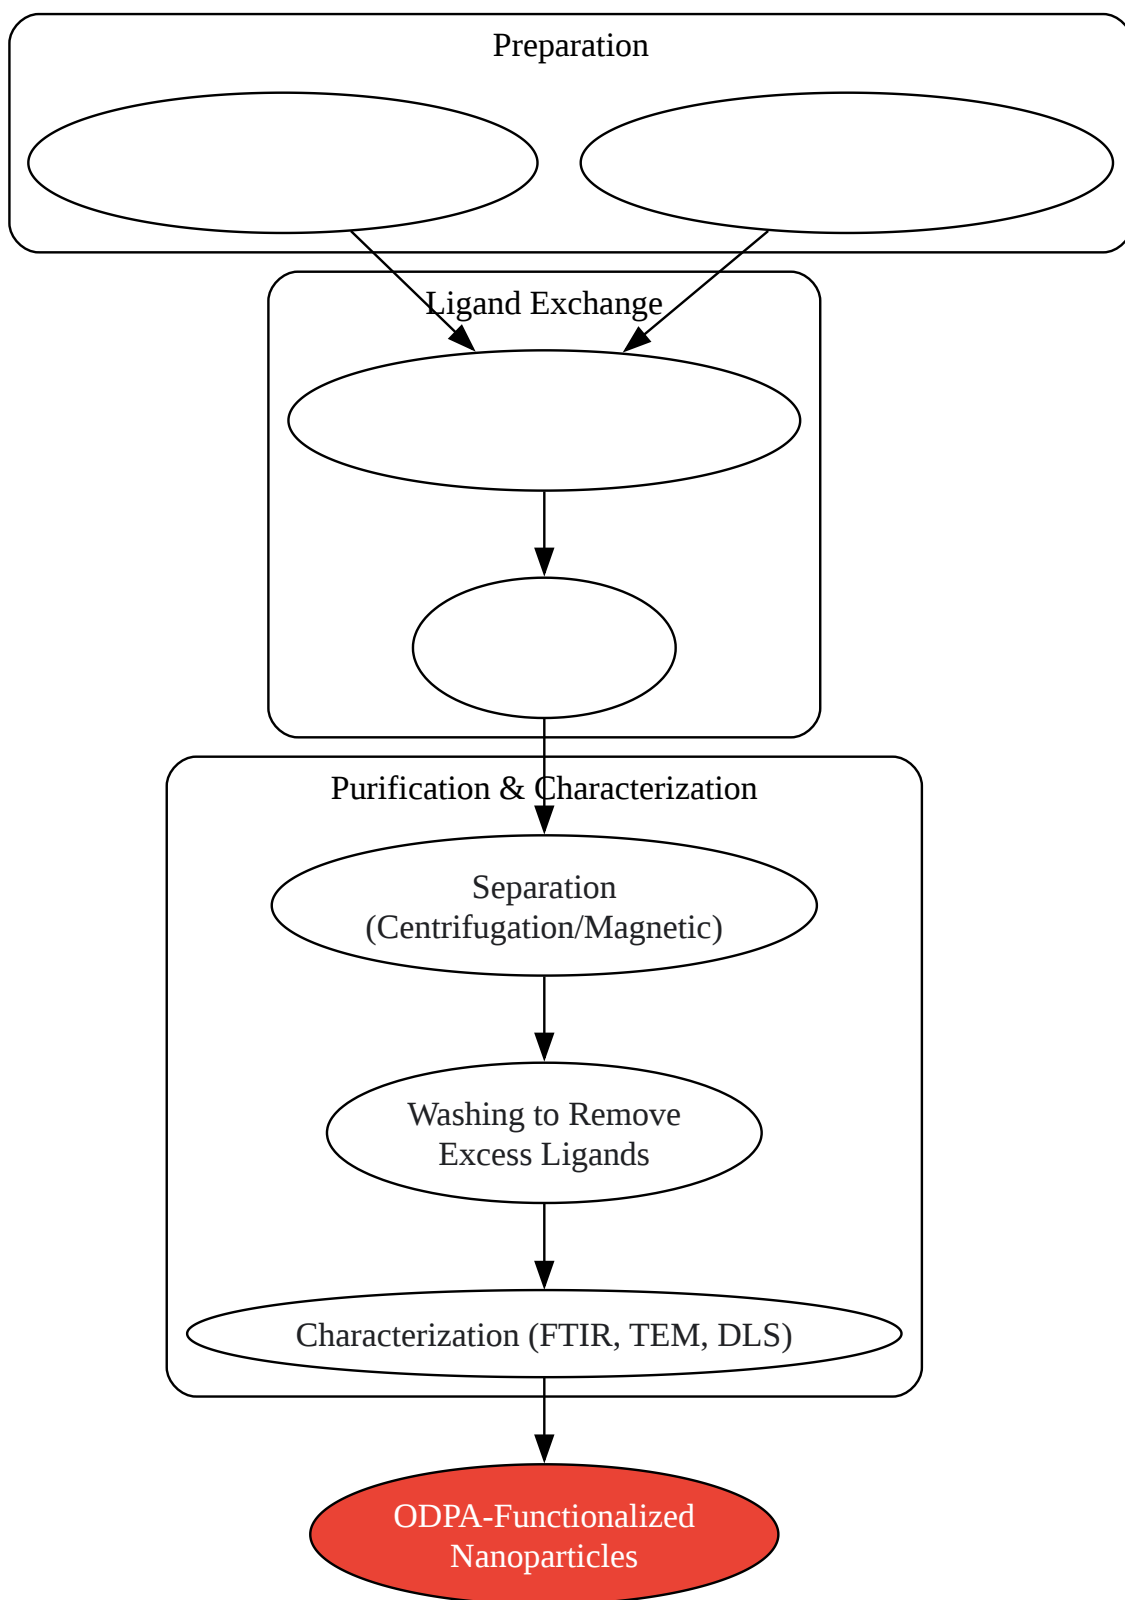 Preparation
Ligand Exchange
Purification & Characterization
Separation
(Centrifugation/Magnetic)
Washing to Remove
Excess Ligands
Characterization (FTIR, TEM, DLS)
ODPA-Functionalized
Nanoparticles